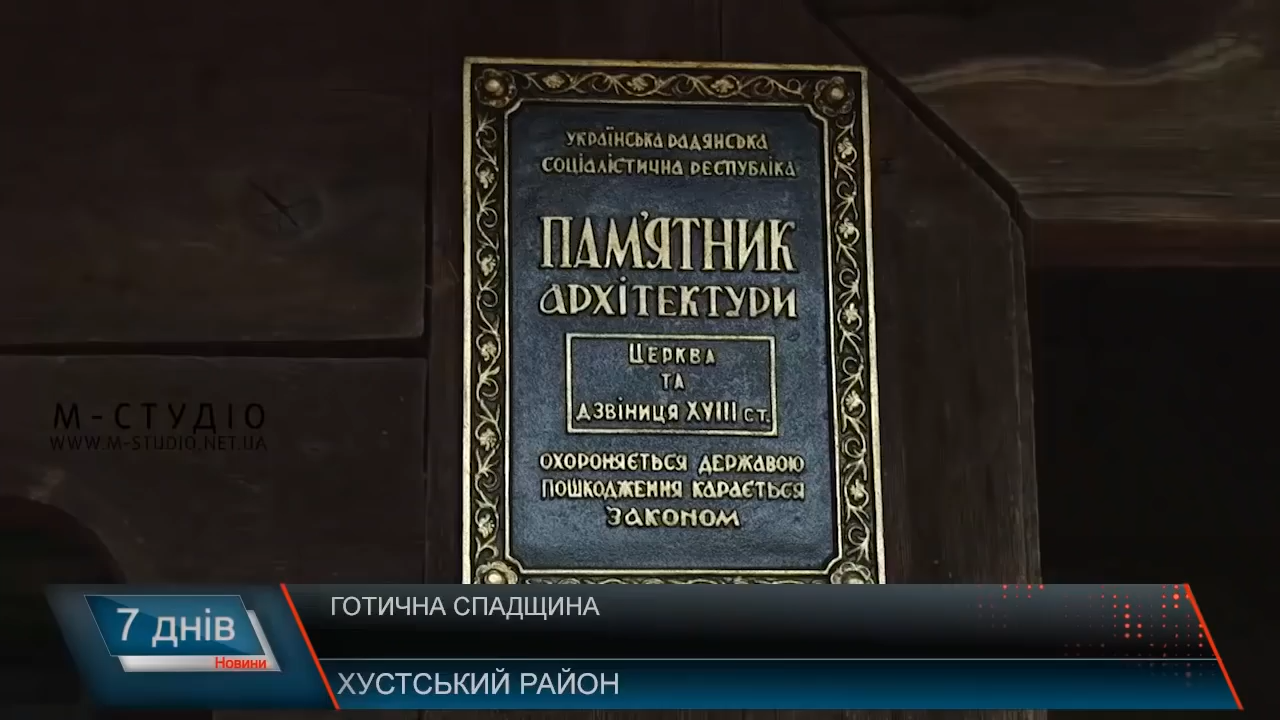 УКРАЇНСЬКА РАДЯНСЬКА
СОЦІАЛІСТИЧНА РЕСПУБЛІКА
ПАМ'ЯТНИК
АРХІТЕКТУРИ
ЦЕРКВА
ТА
ДЗВІНИЦЯ XVIII СТ.
ОХОРОНЯЄТЬСЯ ДЕРЖАВОЮ
ПОШКОДЖЕННЯ КАРАЄТЬСЯ
ЗАКОНОМ
М-СТУДІО
WWW.M-STUDIO.NET.UA
7 днів
Новини
ГОТИЧНА СПАДЩИНА
ХУСТСЬКИЙ РАЙОН